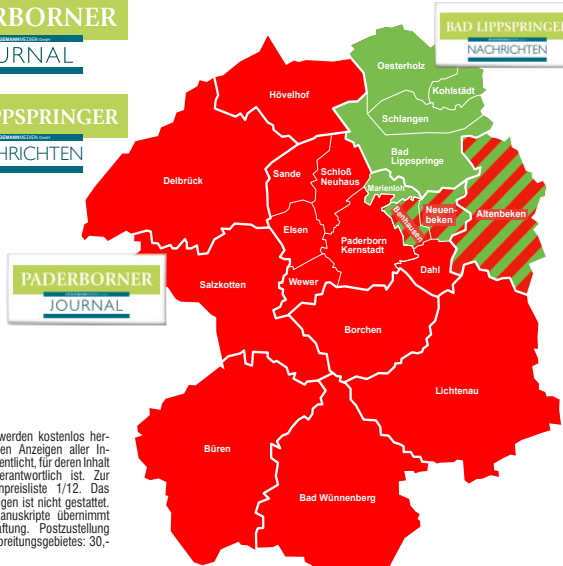 ERBORNER
URNAL
PPSPRINGER
HRICHTEN
BAD LIPPSPRINGER
NACHRICHTEN
PADERBORNER
JOURNAL
Oesterholz
Kohlstädt
Schlangen
Bad
Lippspringe
Hövelhof
Delbrück
Sande
Schloß
Neuhaus
Marienloh
Benhausen
Neuen-
beken
Altenbeken
Elsen
Paderborn
Kernstadt
Dahl
Salzkotten
Wewer
Borchen
Lichtenau
Büren
Bad Wünnenberg
werden kostenlos her-
en Anzeigen aller In-
entlicht, für deren Inhalt
erantwortlich ist. Zur
npreisliste 1/12. Das
igen ist nicht gestattet.
anuskripte übernimmt
aftung. Postzustellung
breitungsgebietes: 30,-